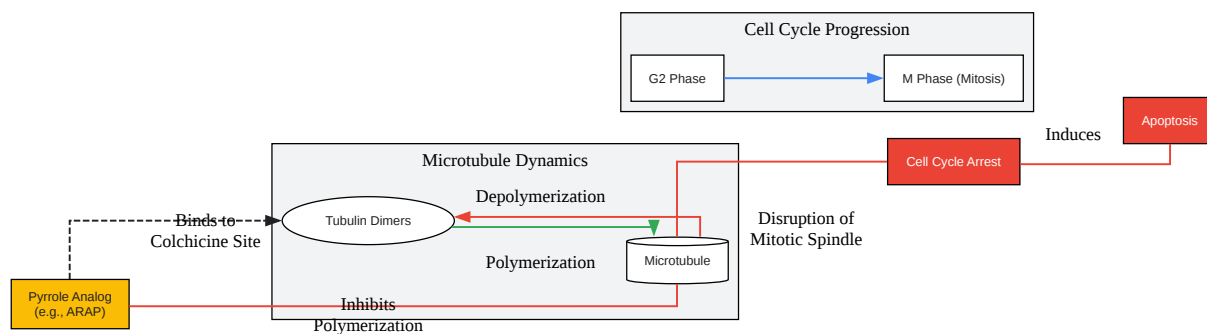 Cell Cycle Progression
G2 Phase
M Phase (Mitosis)
Apoptosis
Induces
Cell Cycle Arrest
Microtubule Dynamics
Depolymerization
Tubulin Dimers
Binds to
Colchicine Site
Disruption of
Mitotic Spindle
Polymerization
Microtubule
Pyrrole Analog
(e.g., ARAP)
Inhibits
Polymerization